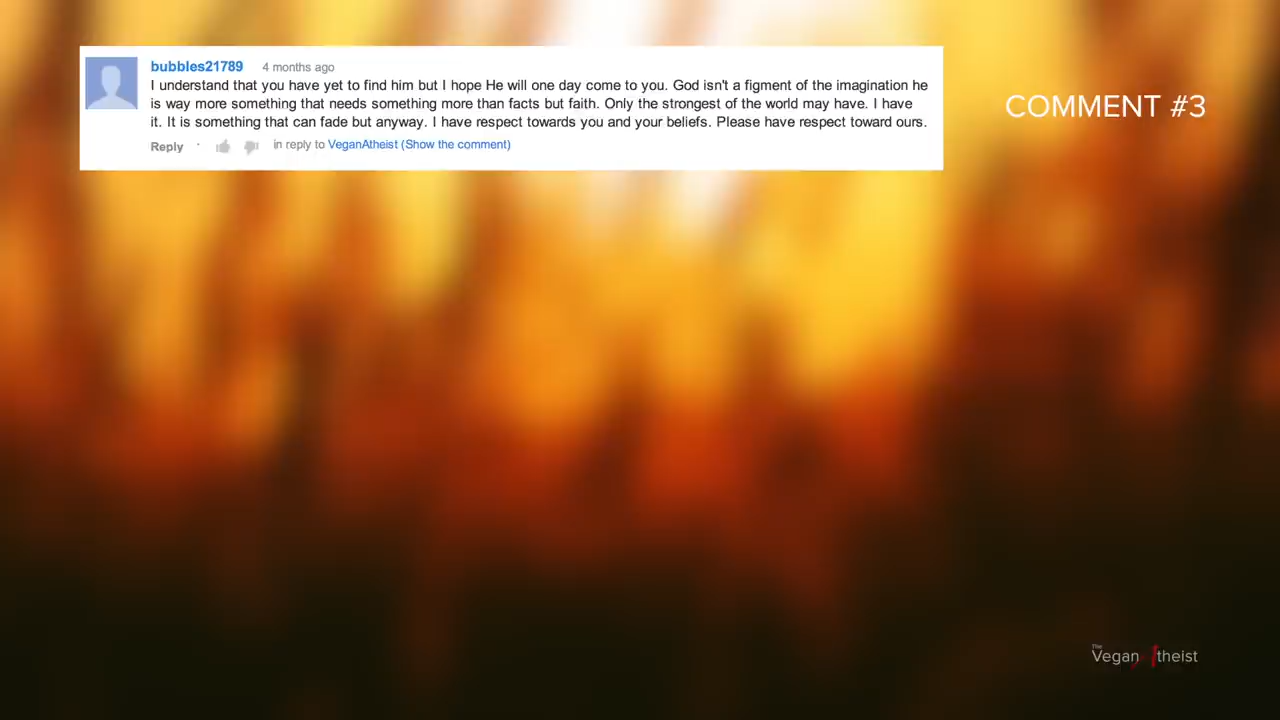 bubbles21789 4 months ago
I understand that you have yet to find him but I hope He will one day come to you. God isn't a figment of the imagination he
is way more something that needs something more than facts but faith. Only the strongest of the world may have. I have
it. It is something that can fade but anyway. I have respect towards you and your beliefs. Please have respect toward ours.
Reply · in reply to VeganAtheist (Show the comment)
COMMENT #3
The
Vegan Atheist